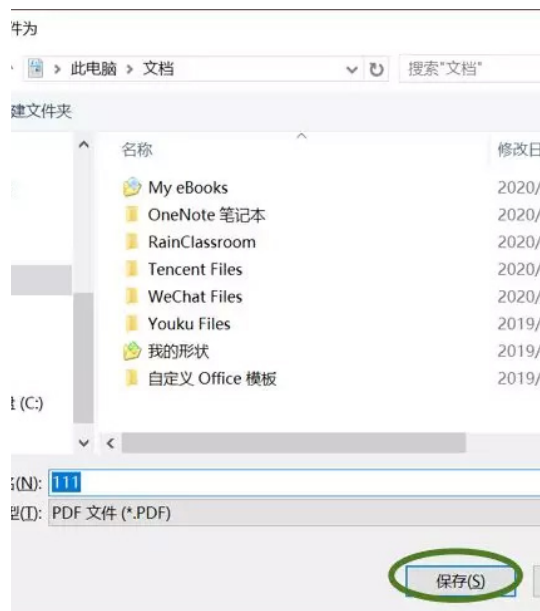 件为
> 此电脑 > 文档
搜索"文档"
建文件夹
名称
修改日
My eBooks 2020/
OneNote 笔记本 2020/
RainClassroom 2020/
Tencent Files 2020/
WeChat Files 2020/
Youku Files 2019/
我的形状 2019/
自定义 Office 模板 2019/
(C:)
(N): 111
型(T): PDF 文件 (*.PDF)
保存(S)